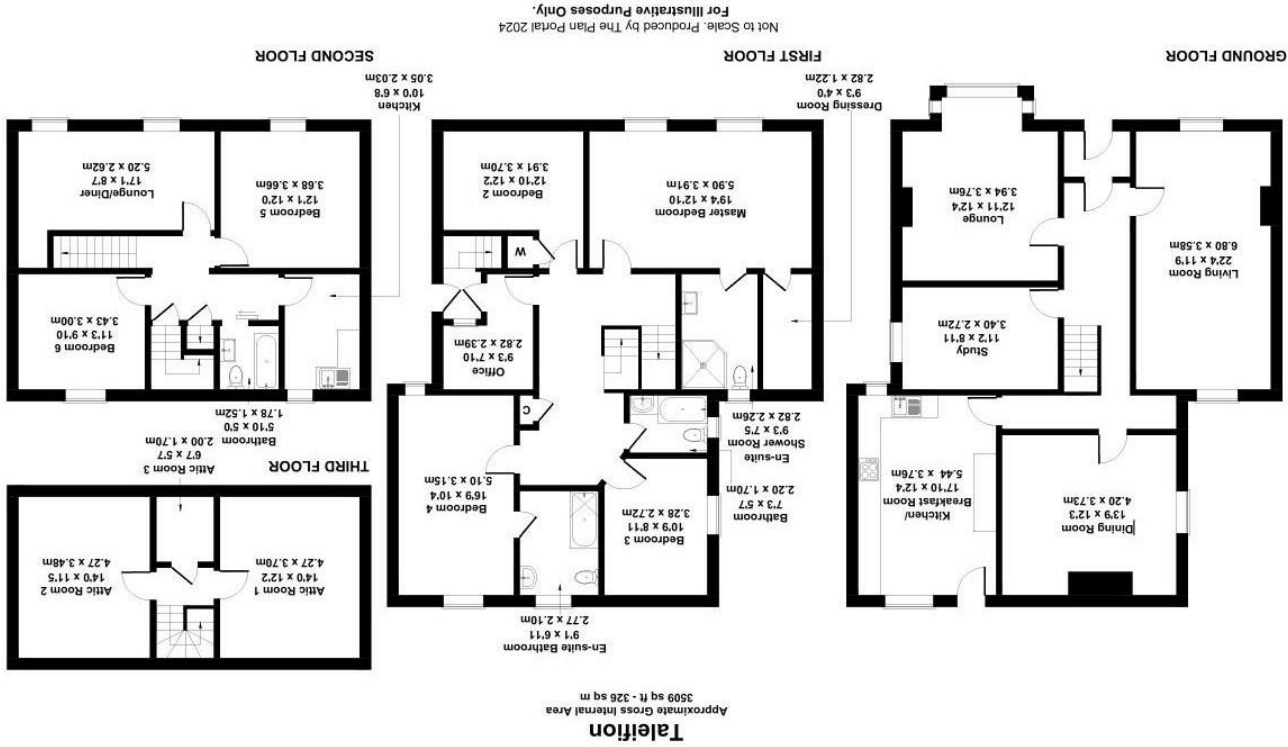 Taleifion
Approximate Gross Internal Area
3509 sq ft - 326 sq m
Dining Room
13'9 x 12'3
4.20 x 3.73m
Kitchen/
Breakfast Room
17'10 x 12'4
5.44 x 3.76m
Living Room
22'4 x 11'9
6.80 x 3.58m
Study
11'2 x 8'11
3.40 x 2.72m
Lounge
12'11 x 12'4
3.94 x 3.76m
GROUND FLOOR
En-suite Bathroom
9'1 x 6'11
2.77 x 2.10m
Bedroom 3
10'9 x 8'11
3.28 x 2.72m
Bedroom 4
16'9 x 10'4
5.10 x 3.15m
Bathroom
7'3 x 5'7
2.20 x 1.70m
En-suite
Shower Room
9'3 x 7'5
2.82 x 2.26m
C
Office
9'3 x 7'10
2.82 x 2.39m
W
Master Bedroom
19'4 x 12'10
5.90 x 3.91m
Bedroom 2
12'10 x 12'2
3.91 x 3.70m
Dressing Room
9'3 x 4'0
2.82 x 1.22m
FIRST FLOOR
Attic Room 1
14'0 x 12'2
4.27 x 3.70m
Attic Room 2
14'0 x 11'5
4.27 x 3.48m
Attic Room 3
6'7 x 5'7
2.00 x 1.70m
THIRD FLOOR
Bathroom
5'10 x 5'0
1.78 x 1.52m
Bedroom 6
11'3 x 9'10
3.43 x 3.00m
Bedroom 5
12'1 x 12'0
3.68 x 3.66m
Lounge/Diner
17'1 x 8'7
5.20 x 2.62m
Kitchen
10'0 x 6'8
3.05 x 2.03m
SECOND FLOOR
Not to Scale. Produced by The Plan Portal 2024
For Illustrative Purposes Only.